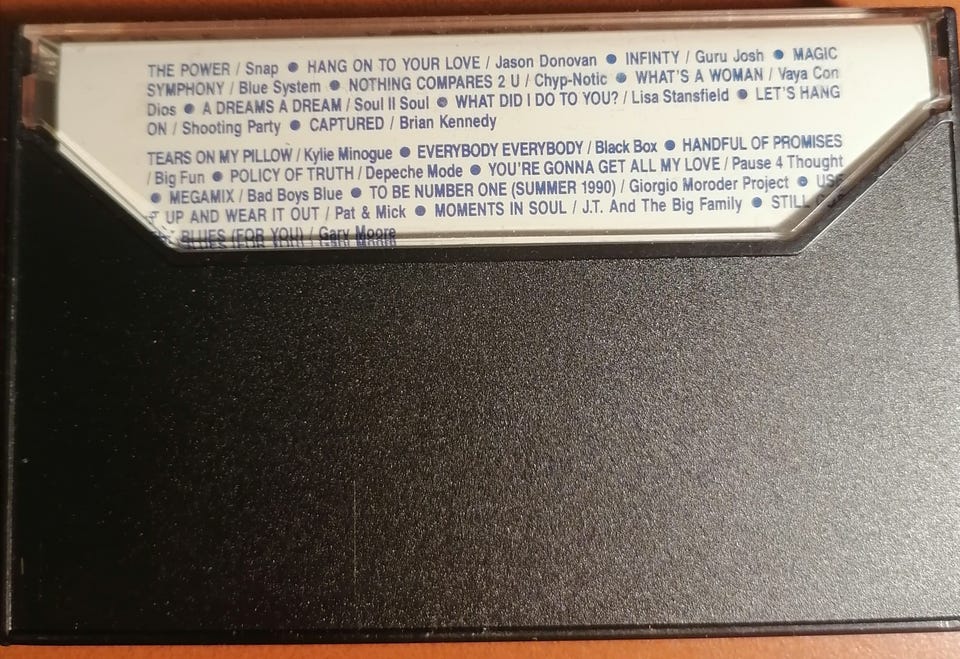 THE POWER / Snap ● HANG ON TO YOUR LOVE / Jason Donovan ● INFINTY / Guru Josh ● MAGIC
SYMPHONY / Blue System ● NOTHING COMPARES 2 U / Chyp-Notic ● WHAT'S A WOMAN / Vaya Con
Dios ● A DREAMS A DREAM / Soul II Soul ● WHAT DID I DO TO YOU? / Lisa Stansfield ● LET'S HANG
ON / Shooting Party ● CAPTURED / Brian Kennedy
TEARS ON MY PILLOW / Kylie Minogue ● EVERYBODY EVERYBODY / Black Box ● HANDFUL OF PROMISES
/ Big Fun ● POLICY OF TRUTH / Depeche Mode ● YOU'RE GONNA GET ALL MY LOVE / Pause 4 Thought
● MEGAMIX / Bad Boys Blue ● TO BE NUMBER ONE (SUMMER 1990) / Giorgio Moroder Project ● USE
UP AND WEAR IT OUT / Pat & Mick ● MOMENTS IN SOUL / J.T. And The Big Family ● STILL
BLUES (FOR YOU) / Gary Moore